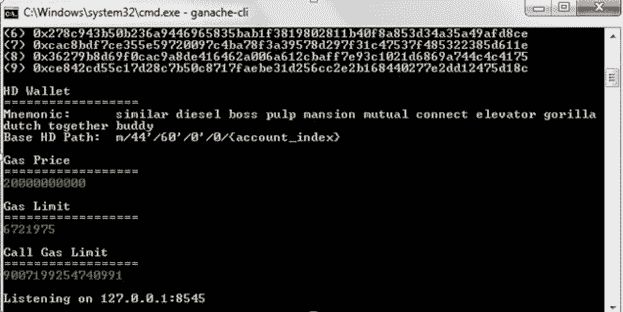 C:\Windows\system32\cmd.exe - ganache-cli
(6) 0x278c943b50b236a9446965835bab1f3819802811b40f8a853d34a35a49afd8ce
(7) 0xcac8bdf7ce355e59720097c4ba78f3a39578d297f31c47537f485322385d611e
(8) 0x36279b8d69f0cac9a8de416462a006a612cbaff7e93c1021d6869a744c4c4175
(9) 0xce842cd55c17d28c7b50c8717faebe31d256cc2e2b168440277e2dd12475d18c
HD Wallet
==================
Mnemonic:      similar diesel boss pulp mansion mutual connect elevator gorilla
dutch together buddy
Base HD Path:  m/44'/60'/0'/0/{account_index}
Gas Price
==================
20000000000
Gas Limit
==================
6721975
Call Gas Limit
==================
9007199254740991
Listening on 127.0.0.1:8545